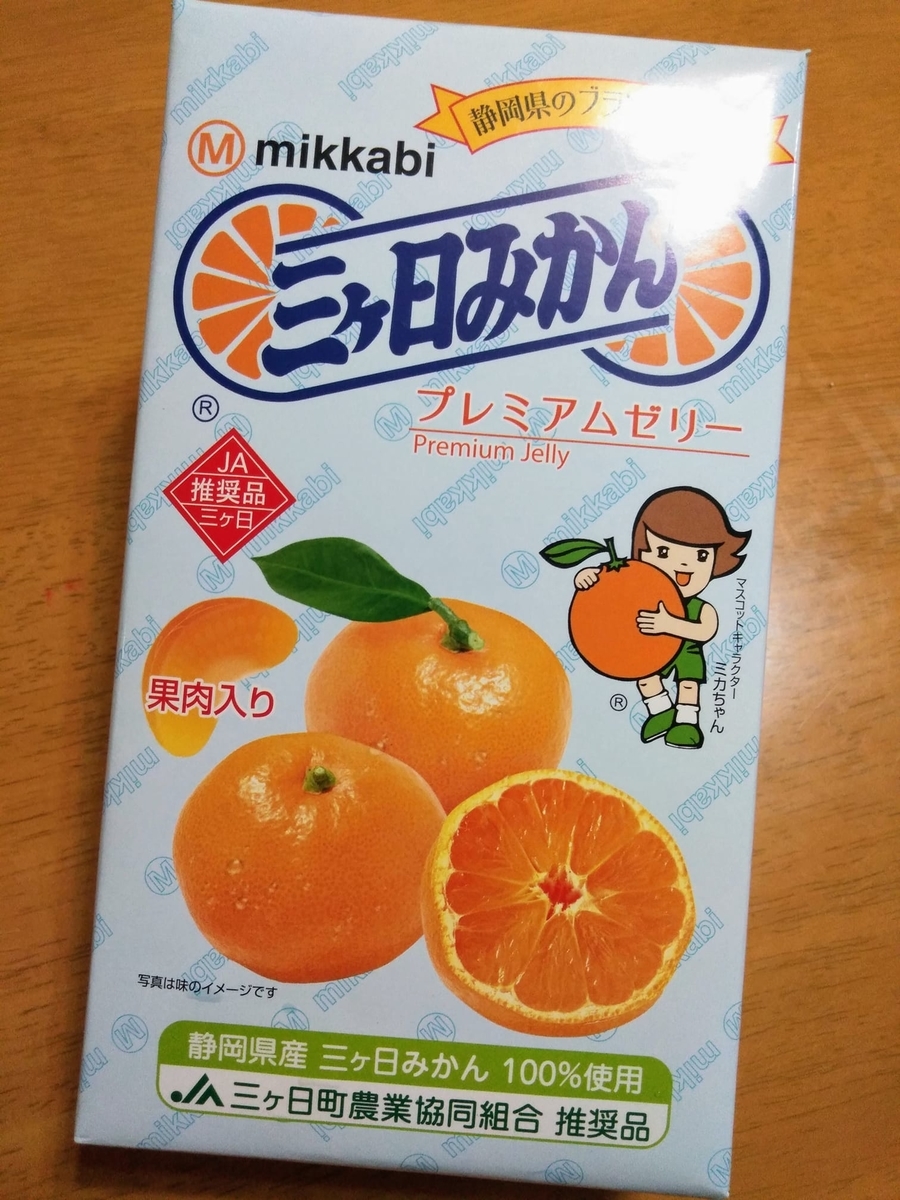 静岡県のブラ
M mikkabi
三ヶ日みかん
®
プレミアムゼリー
Premium Jelly
JA
推奨品
三ヶ日
果肉入り
マスコットキャラクター
ミカちゃん
®
写真は味のイメージです
静岡県産 三ヶ日みかん 100%使用
JA 三ヶ日町農業協同組合 推奨品